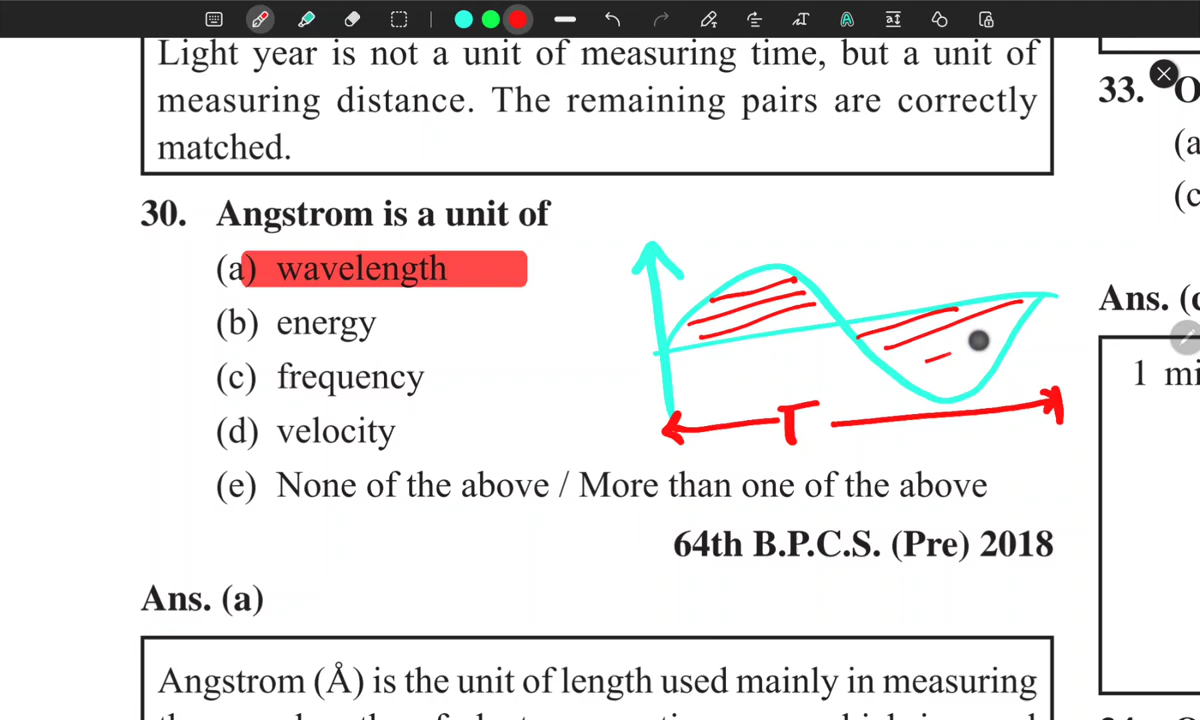 Light year is not a unit of measuring time, but a unit of
measuring distance. The remaining pairs are correctly
matched.
30. Angstrom is a unit of
(a) wavelength
(b) energy
(c) frequency
(d) velocity
(e) None of the above / More than one of the above
64th B.P.C.S. (Pre) 2018
Ans. (a)
Angstrom (Å) is the unit of length used mainly in measuring
T
33.
(a
(c
Ans. (
1